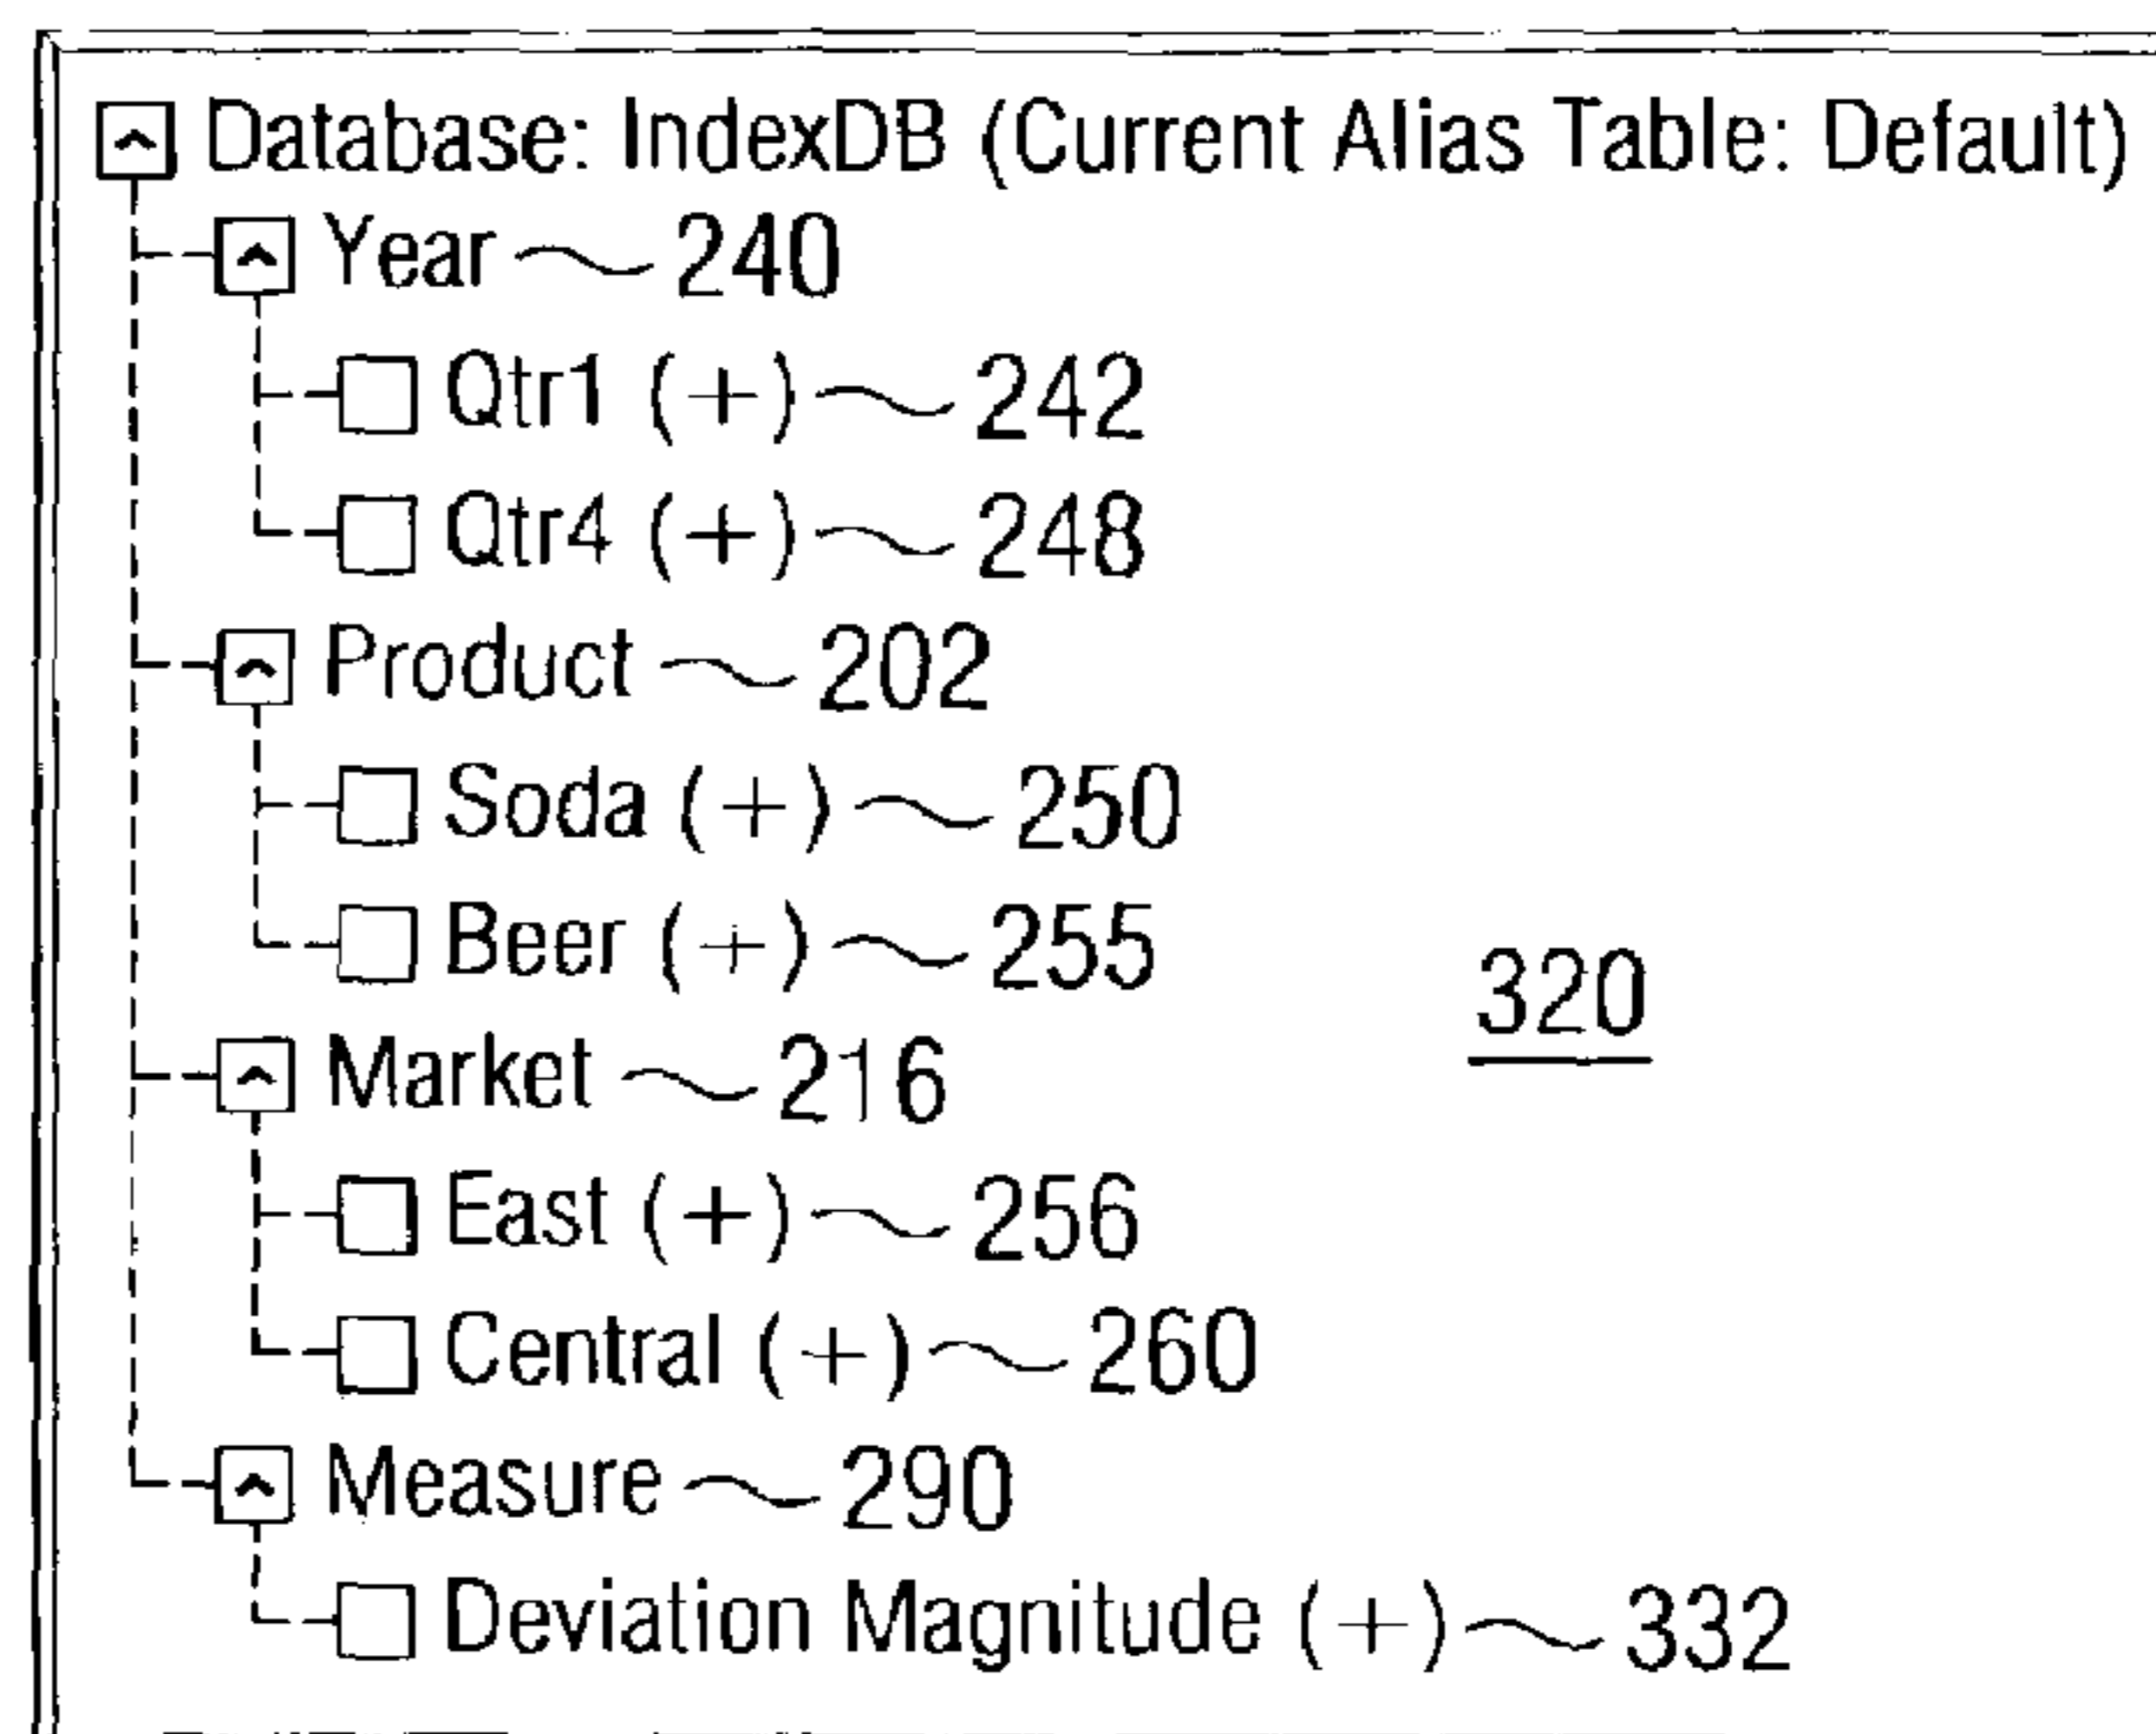 Database: IndexDB (Current Alias Table: Default)
Year 240
Qtr1 (+) 242
Qtr4 (+) 248
Product 202
Soda (+) 250
Beer (+) 255
320
Market 216
East (+) 256
Central (+) 260
Measure 290
Deviation Magnitude (+) 332